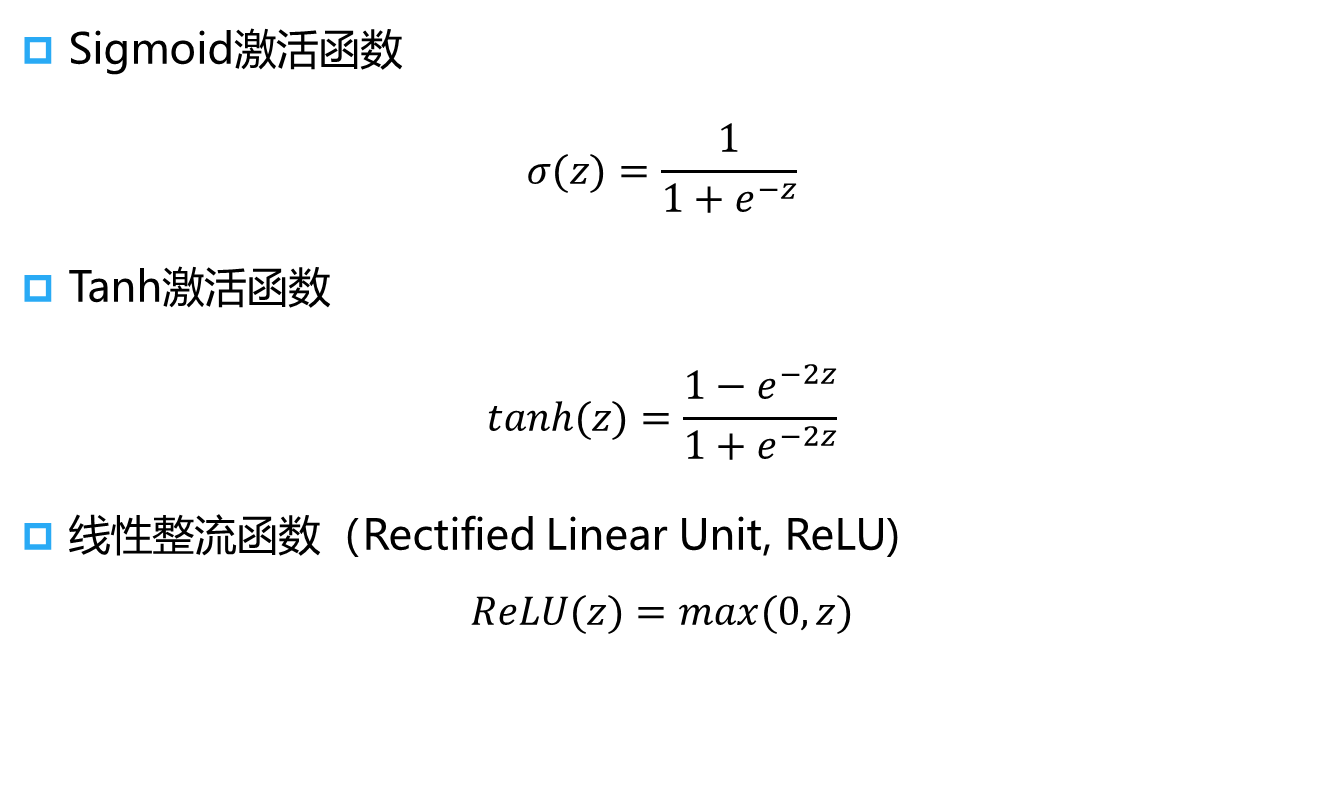 Sigmoid激活函数
σ(z) = \frac{1}{1 + e^{-z}}
Tanh激活函数
tanh(z) = \frac{1 - e^{-2z}}{1 + e^{-2z}}
线性整流函数（Rectified Linear Unit, ReLU)
ReLU(z) = max(0, z)